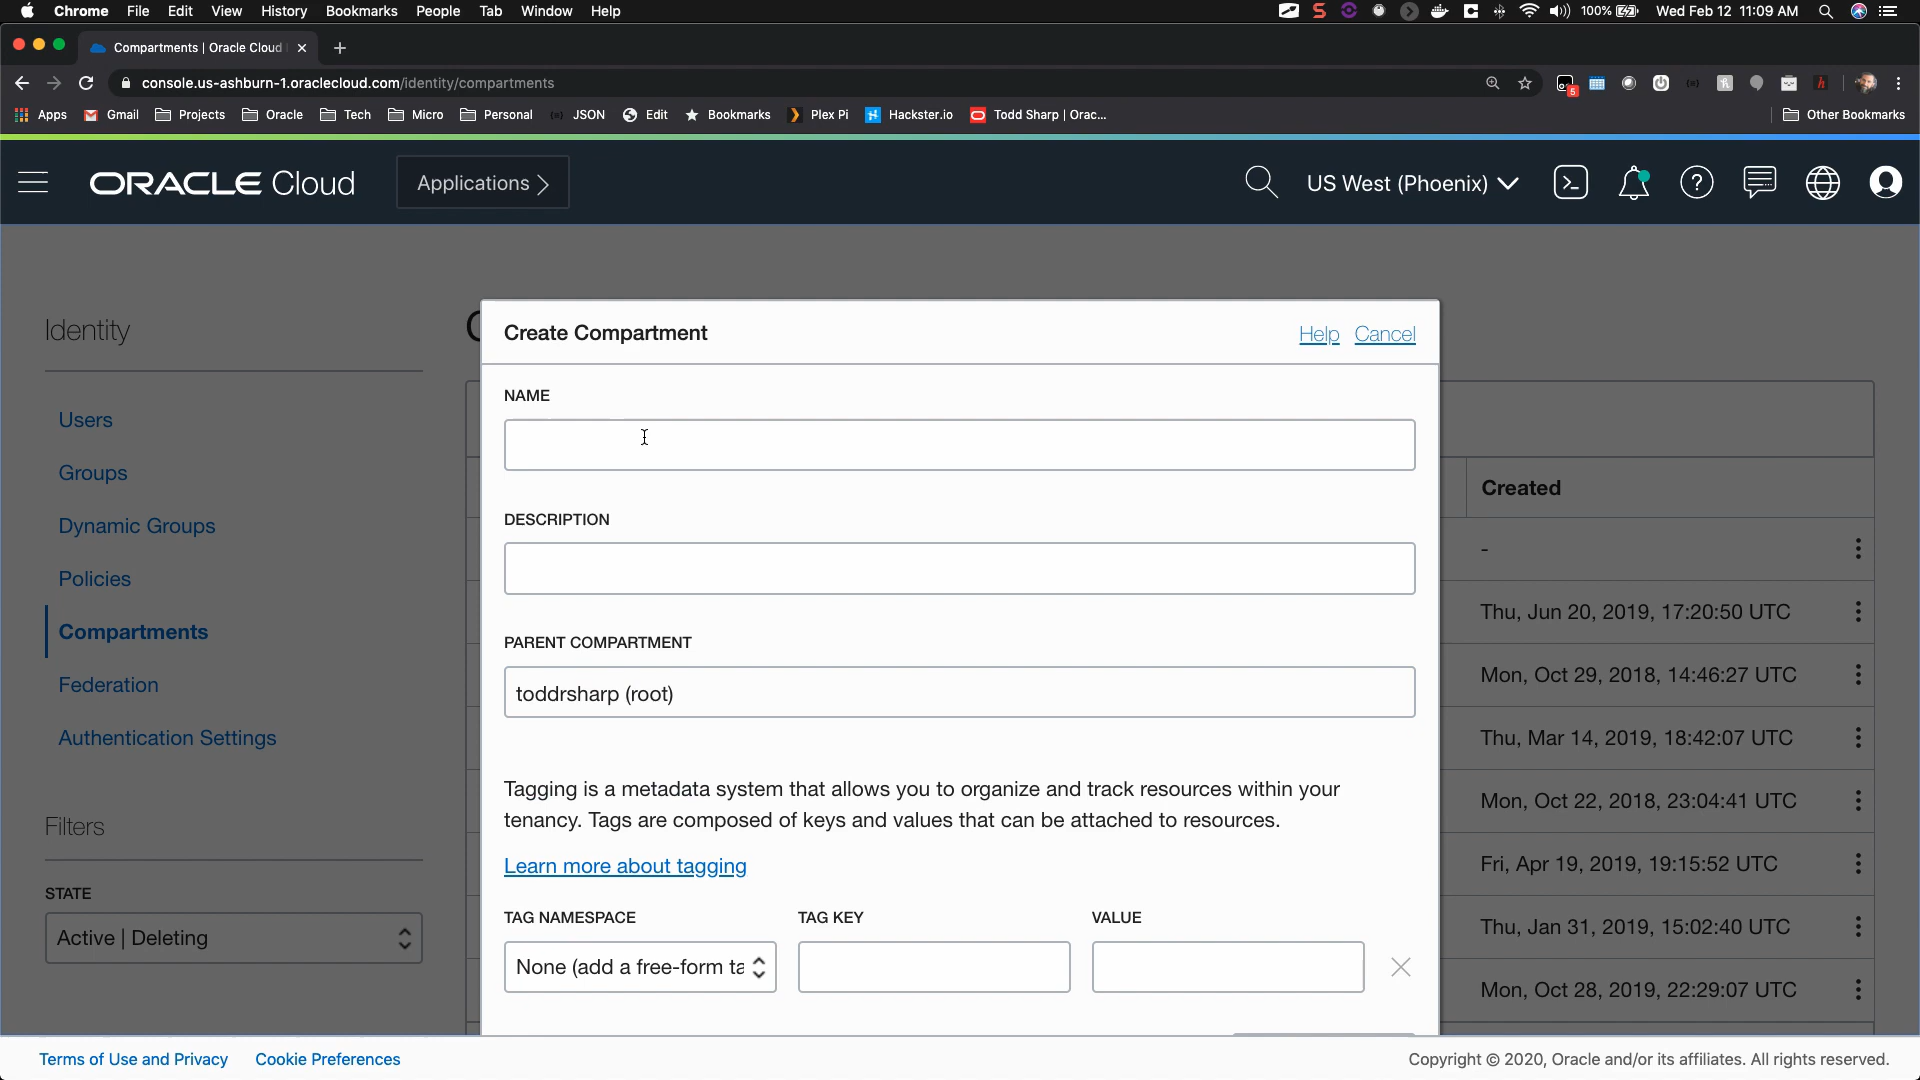 Chrome File Edit View History Bookmarks People Tab Window Help 100% Wed Feb 12 11:09 AM
Compartments | Oracle Cloud
console.us-ashburn-1.oraclecloud.com/identity/compartments
5
Apps Gmail Projects Oracle Tech Micro Personal JSON Edit Bookmarks Plex Pi Hackster.io Todd Sharp | Orac... Other Bookmarks
ORACLE Cloud Applications US West (Phoenix)
Identity
Users
Groups
Dynamic Groups
Policies
Compartments
Federation
Authentication Settings
Filters
STATE
Active | Deleting
C
Create Compartment Help Cancel
NAME
DESCRIPTION
PARENT COMPARTMENT
toddrsharp (root)
Tagging is a metadata system that allows you to organize and track resources within your
tenancy. Tags are composed of keys and values that can be attached to resources.
Learn more about tagging
TAG NAMESPACE TAG KEY VALUE
None (add a free-form ta
Created
-
Thu, Jun 20, 2019, 17:20:50 UTC
Mon, Oct 29, 2018, 14:46:27 UTC
Thu, Mar 14, 2019, 18:42:07 UTC
Mon, Oct 22, 2018, 23:04:41 UTC
Fri, Apr 19, 2019, 19:15:52 UTC
Thu, Jan 31, 2019, 15:02:40 UTC
Mon, Oct 28, 2019, 22:29:07 UTC
Terms of Use and Privacy Cookie Preferences Copyright © 2020, Oracle and/or its affiliates. All rights reserved.